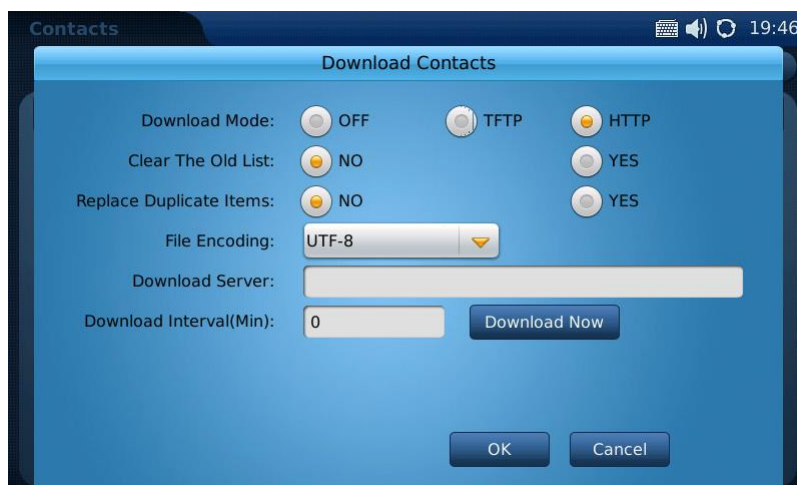 Contacts 19:46
Download Contacts
Download Mode: OFF TFTP HTTP
Clear The Old List: NO YES
Replace Duplicate Items: NO YES
File Encoding: UTF-8
Download Server:
Download Interval(Min): 0 Download Now
OK Cancel